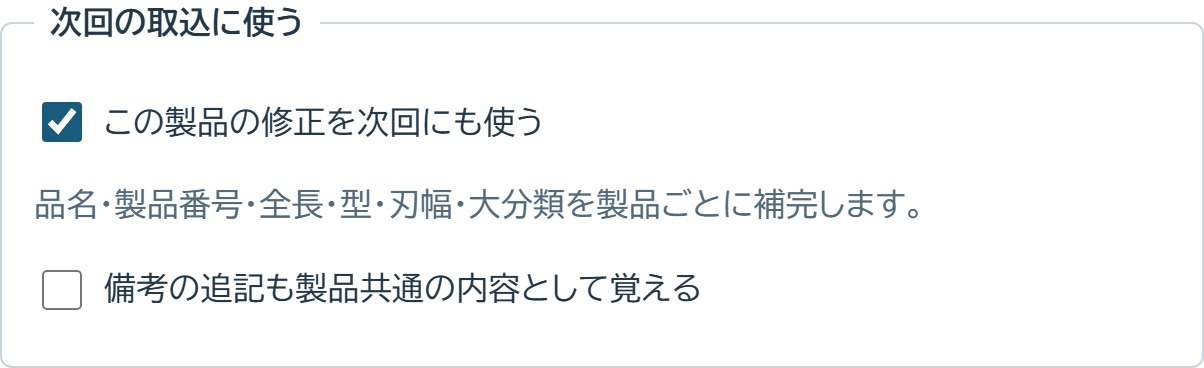 次回の取込に使う
この製品の修正を次回にも使う
品名・製品番号・全長・型・刃幅・大分類を製品ごとに補完します。
備考の追記も製品共通の内容として覚える